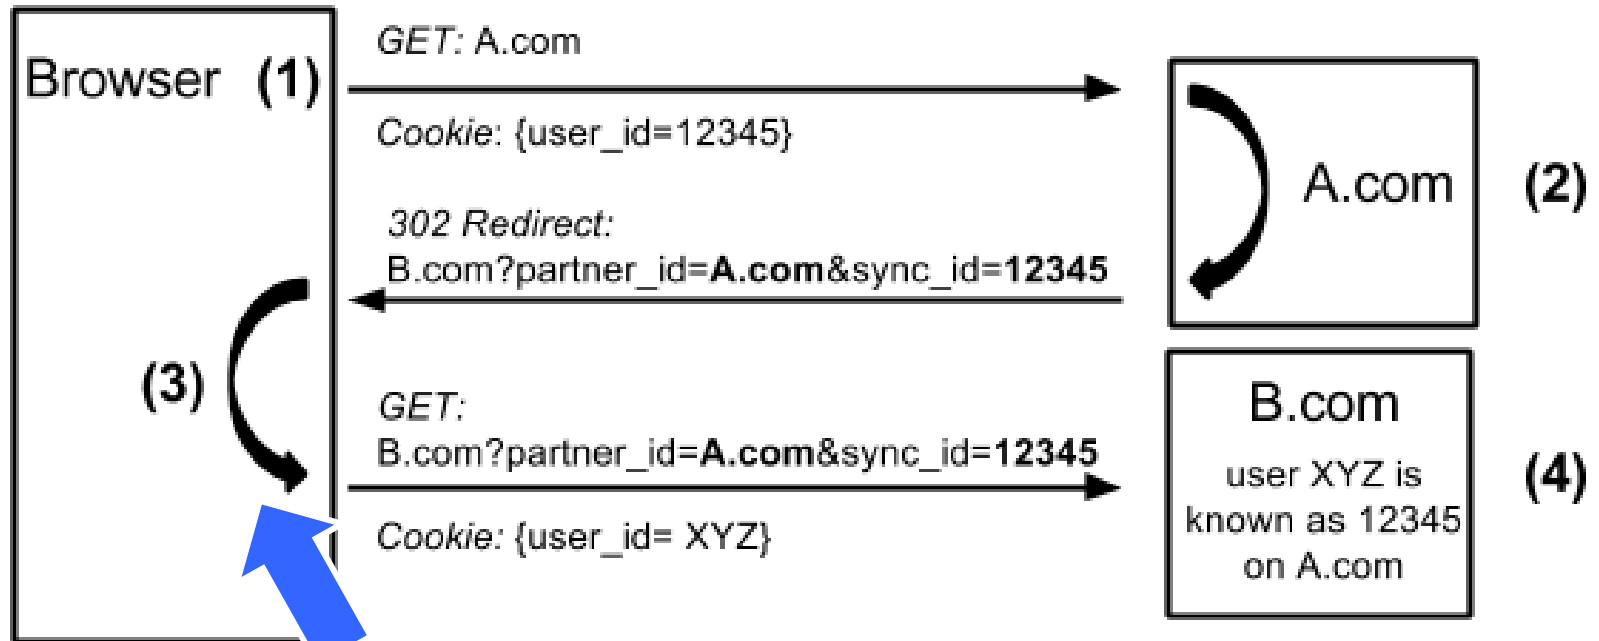 Browser (1)
GET: A.com
Cookie: {user_id=12345}
A.com (2)
302 Redirect:
B.com?partner_id=A.com&sync_id=12345
(3)
GET:
B.com?partner_id=A.com&sync_id=12345
Cookie: {user_id= XYZ}
B.com
user XYZ is
known as 12345
on A.com
(4)